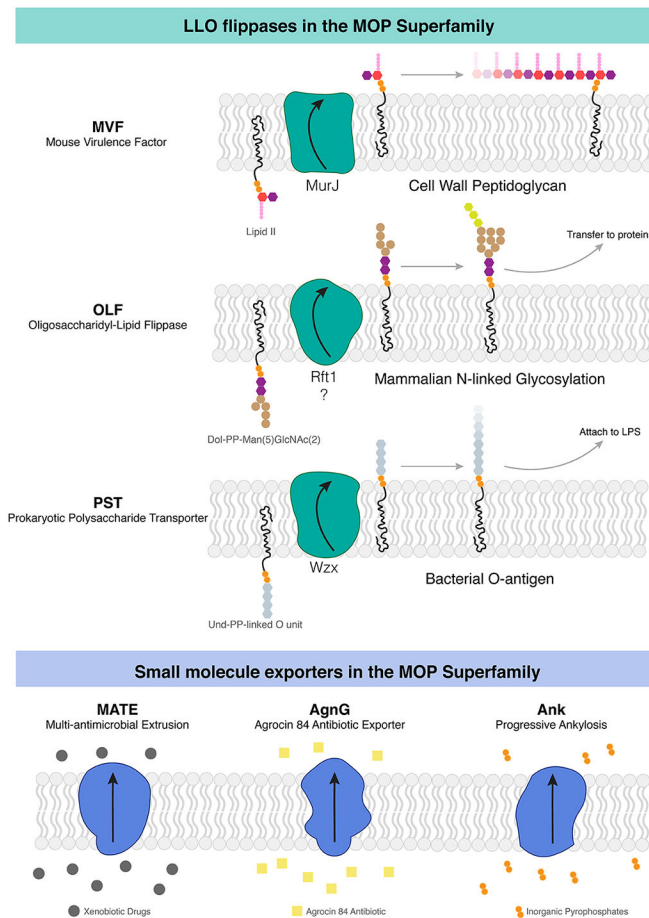 LLO flippases in the MOP Superfamily
MVF
Mouse Virulence Factor
MurJ
Cell Wall Peptidoglycan
Lipid II
Transfer to protein
OLF
Oligosaccharidyl-Lipid Flippase
Rft1
?
Mammalian N-linked Glycosylation
Dol-PP-Man(5)GlcNAc(2)
Attach to LPS
PST
Prokaryotic Polysaccharide Transporter
Wzx
Bacterial O-antigen
Und-PP-linked O unit
Small molecule exporters in the MOP Superfamily
MATE
Multi-antimicrobial Extrusion
AgnG
Agrocin 84 Antibiotic Exporter
Ank
Progressive Ankylosis
Xenobiotic Drugs
Agrocin 84 Antibiotic
Inorganic Pyrophosphates